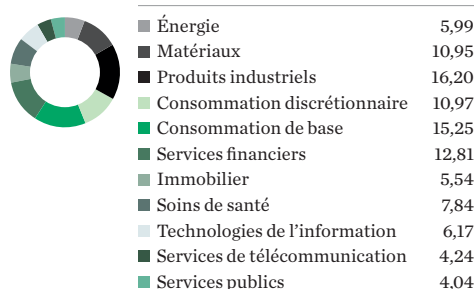 Énergie 5,99
Matériaux 10,95
Produits industriels 16,20
Consommation discrétionnaire 10,97
Consommation de base 15,25
Services financiers 12,81
Immobilier 5,54
Soins de santé 7,84
Technologies de l’information 6,17
Services de télécommunication 4,24
Services publics 4,04